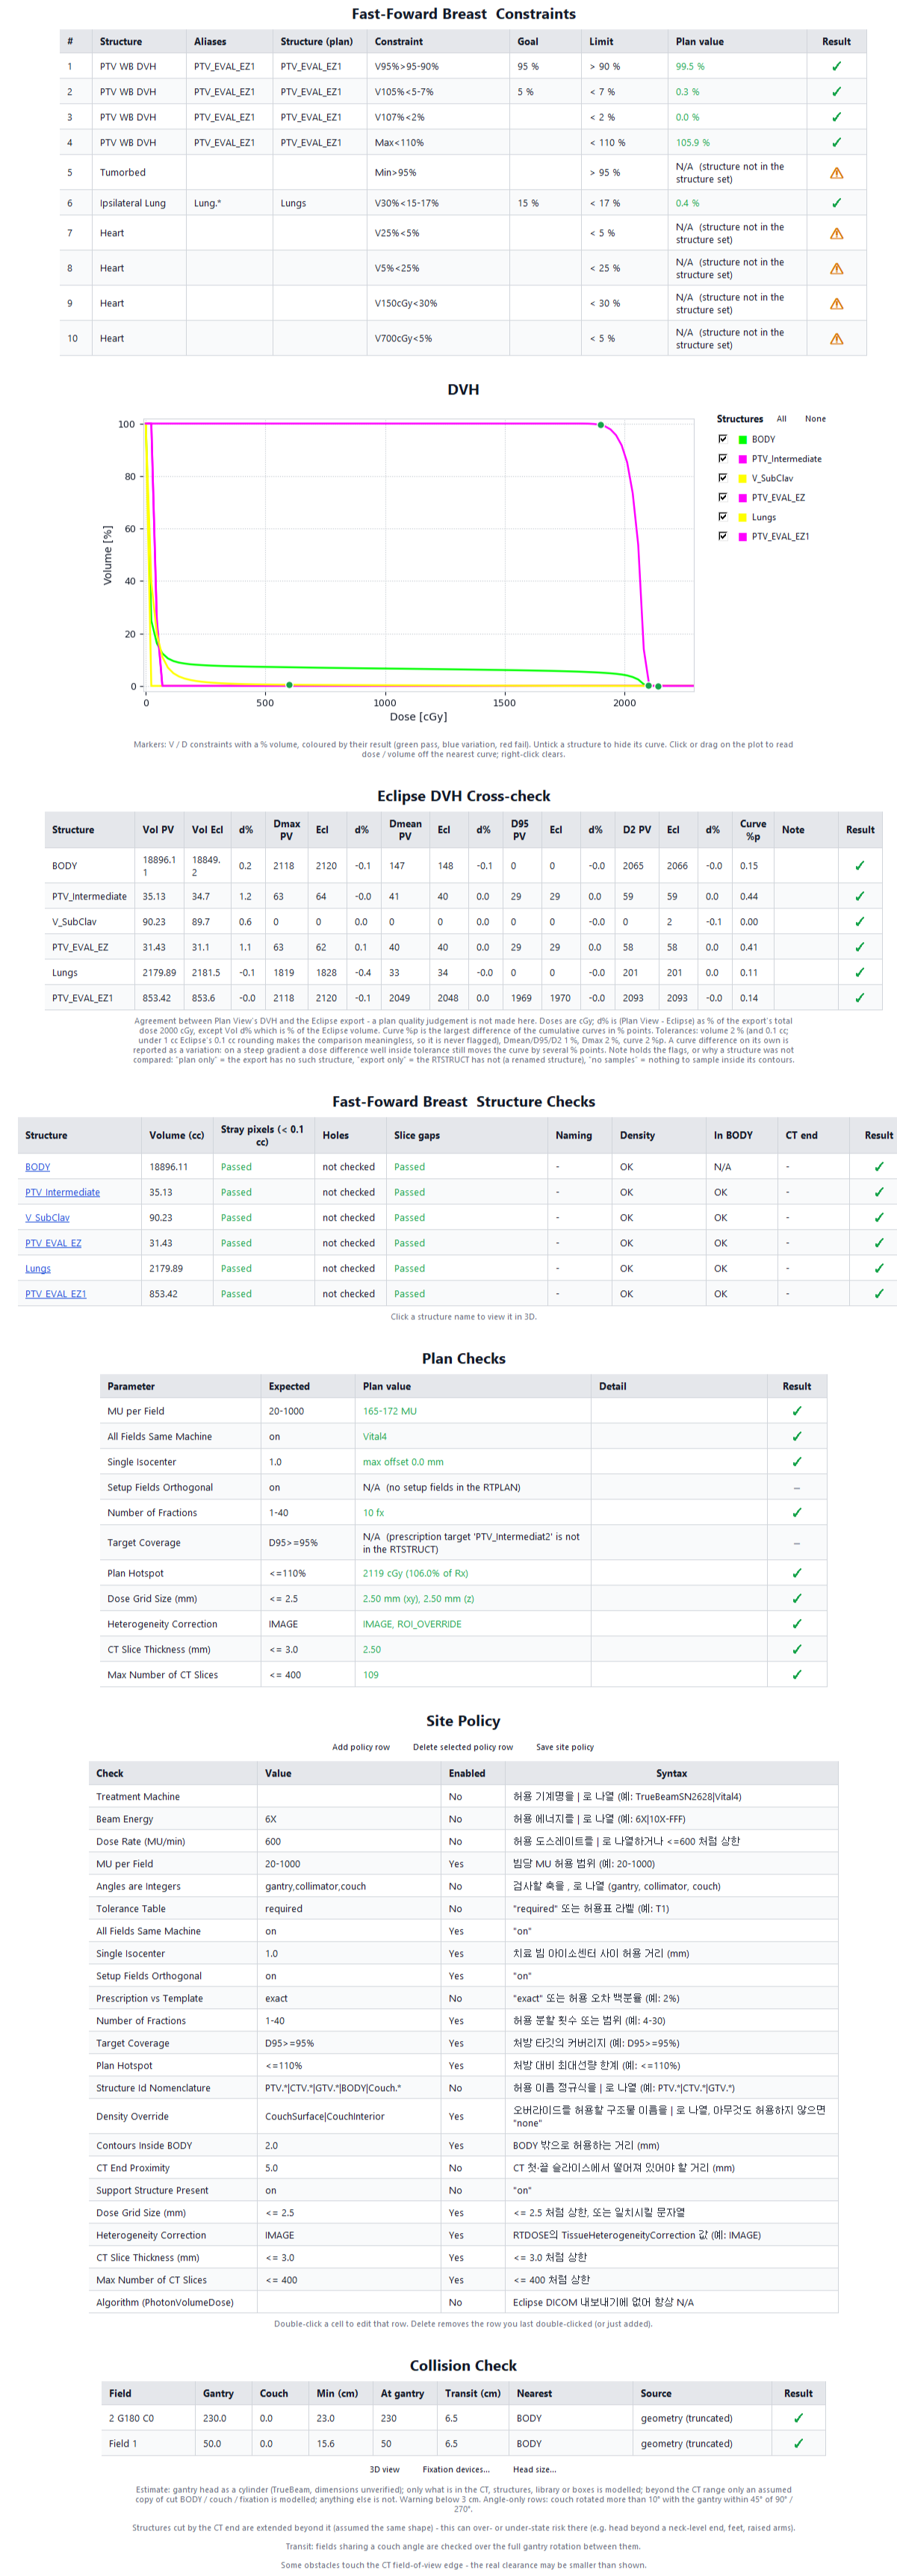 Fast-Foward Breast  Constraints
# Structure Aliases Structure (plan) Constraint Goal Limit Plan value Result
1 PTV WB DVH PTV_EVAL_EZ1 PTV_EVAL_EZ1 V95%>95-90% 95 % > 90 % 99.5 % ✓
2 PTV WB DVH PTV_EVAL_EZ1 PTV_EVAL_EZ1 V105%<5-7% 5 % < 7 % 0.3 % ✓
3 PTV WB DVH PTV_EVAL_EZ1 PTV_EVAL_EZ1 V107%<2% < 2 % 0.0 % ✓
4 PTV WB DVH PTV_EVAL_EZ1 PTV_EVAL_EZ1 Max<110% < 110 % 105.9 % ✓
5 Tumorbed Min>95% > 95 % N/A (structure not in the
structure set) ⚠
6 Ipsilateral Lung Lung.* Lungs V30%<15-17% 15 % < 17 % 0.4 % ✓
7 Heart V25%<5% < 5 % N/A (structure not in the
structure set) ⚠
8 Heart V5%<25% < 25 % N/A (structure not in the
structure set) ⚠
9 Heart V150cGy<30% < 30 % N/A (structure not in the
structure set) ⚠
10 Heart V700cGy<5% < 5 % N/A (structure not in the
structure set) ⚠
DVH
Structures All None
BODY
PTV_Intermediate
V_SubClav
PTV_EVAL_EZ
Lungs
PTV_EVAL_EZ1
Volume [%]
100
80
60
40
20
0
0 500 1000 1500 2000
Dose [cGy]
Markers: V / D constraints with a % volume, coloured by their result (green pass, blue variation, red fail). Untick a structure to hide its curve. Click or drag on the plot to read
dose / volume off the nearest curve; right-click clears.
Eclipse DVH Cross-check
Structure Vol PV Vol Ecl d% Dmax PV Ecl d% Dmean PV Ecl d% D95 PV Ecl d% D2 PV Ecl d% Curve %p Note Result
BODY 18896.11 18849.2 0.2 2118 2120 -0.1 147 148 -0.1 0 0 -0.0 2065 2066 -0.0 0.15 ✓
PTV_Intermediate 35.13 34.7 1.2 63 64 -0.0 41 40 0.0 29 29 0.0 59 59 0.0 0.44 ✓
V_SubClav 90.23 89.7 0.6 0 0 0.0 0 0 0.0 0 0 -0.0 0 2 -0.1 0.00 ✓
PTV_EVAL_EZ 31.43 31.1 1.1 63 62 0.1 40 40 0.0 29 29 0.0 58 58 0.0 0.41 ✓
Lungs 2179.89 2181.5 -0.1 1819 1828 -0.4 33 34 -0.0 0 0 -0.0 201 201 0.0 0.11 ✓
PTV_EVAL_EZ1 853.42 853.6 -0.0 2118 2120 -0.1 2049 2048 0.0 1969 1970 -0.0 2093 2093 -0.0 0.14 ✓
Agreement between Plan View's DVH and the Eclipse export - a plan quality judgement is not made here. Doses are cGy; d% is (Plan View - Eclipse) as % of the export's total
dose 2000 cGy, except Vol d% which is % of the Eclipse volume. Curve %p is the largest difference of the cumulative curves in % points. Tolerances: volume 2 % (and 0.1 cc;
under 1 cc Eclipse's 0.1 cc rounding makes the comparison meaningless, so it is never flagged), Dmean/D95/D2 1 %, Dmax 2 %, curve 2 %p. A curve difference on its own is
reported as a variation: on a steep gradient a dose difference well inside tolerance still moves the curve by several % points. Note holds the flags, or why a structure was not
compared: "plan only" = the export has no such structure, "export only" = the RTSTRUCT has not (a renamed structure), "no samples" = nothing to sample inside its contours.
Fast-Foward Breast  Structure Checks
Structure Volume (cc) Stray pixels (< 0.1 cc) Holes Slice gaps Naming Density In BODY CT end Result
BODY 18896.11 Passed not checked Passed - OK N/A - ✓
PTV_Intermediate 35.13 Passed not checked Passed - OK OK - ✓
V_SubClav 90.23 Passed not checked Passed - OK OK - ✓
PTV_EVAL_EZ 31.43 Passed not checked Passed - OK OK - ✓
Lungs 2179.89 Passed not checked Passed - OK OK - ✓
PTV_EVAL_EZ1 853.42 Passed not checked Passed - OK OK - ✓
Click a structure name to view it in 3D.
Plan Checks
Parameter Expected Plan value Detail Result
MU per Field 20-1000 165-172 MU ✓
All Fields Same Machine on Vital4 ✓
Single Isocenter 1.0 max offset 0.0 mm ✓
Setup Fields Orthogonal on N/A (no setup fields in the RTPLAN) –
Number of Fractions 1-40 10 fx ✓
Target Coverage D95>=95% N/A (prescription target 'PTV_Intermediat2' is not
in the RTSTRUCT) –
Plan Hotspot <=110% 2119 cGy (106.0% of Rx) ✓
Dose Grid Size (mm) <= 2.5 2.50 mm (xy), 2.50 mm (z) ✓
Heterogeneity Correction IMAGE IMAGE, ROI_OVERRIDE ✓
CT Slice Thickness (mm) <= 3.0 2.50 ✓
Max Number of CT Slices <= 400 109 ✓
Site Policy
Add policy row Delete selected policy row Save site policy
Check Value Enabled Syntax
Treatment Machine No 허용 기계명을 | 로 나열 (예: TrueBeamSN2628|Vital4)
Beam Energy 6X No 허용 에너지를 | 로 나열 (예: 6X|10X-FFF)
Dose Rate (MU/min) 600 No 허용 도스레이트를 | 로 나열하거나 <=600 처럼 상한
MU per Field 20-1000 Yes 빔당 MU 허용 범위 (예: 20-1000)
Angles are Integers gantry,collimator,couch No 검사할 축을 , 로 나열 (gantry, collimator, couch)
Tolerance Table required No "required" 또는 허용표 라벨 (예: T1)
All Fields Same Machine on Yes "on"
Single Isocenter 1.0 Yes 치료 빔 아이소센터 사이 허용 거리 (mm)
Setup Fields Orthogonal on Yes "on"
Prescription vs Template exact No "exact" 또는 허용 오차 백분율 (예: 2%)
Number of Fractions 1-40 Yes 허용 분할 횟수 또는 범위 (예: 4-30)
Target Coverage D95>=95% Yes 처방 타깃의 커버리지 (예: D95>=95%)
Plan Hotspot <=110% Yes 처방 대비 최대선량 한계 (예: <=110%)
Structure Id Nomenclature PTV.*|CTV.*|GTV.*|BODY|Couch.* No 허용 이름 정규식을 | 로 나열 (예: PTV.*|CTV.*|GTV.*)
Density Override CouchSurface|CouchInterior Yes 오버라이드를 허용할 구조물 이름을 | 로 나열, 아무것도 허용하지 않으면
"none"
Contours Inside BODY 2.0 Yes BODY 밖으로 허용하는 거리 (mm)
CT End Proximity 5.0 No CT 첫·끝 슬라이스에서 떨어져 있어야 할 거리 (mm)
Support Structure Present on No "on"
Dose Grid Size (mm) <= 2.5 Yes <= 2.5 처럼 상한, 또는 일치시킬 문자열
Heterogeneity Correction IMAGE Yes RTDOSE의 TissueHeterogeneityCorrection 값 (예: IMAGE)
CT Slice Thickness (mm) <= 3.0 Yes <= 3.0 처럼 상한
Max Number of CT Slices <= 400 Yes <= 400 처럼 상한
Algorithm (PhotonVolumeDose) No Eclipse DICOM 내보내기에 없어 항상 N/A
Double-click a cell to edit that row. Delete removes the row you last double-clicked (or just added).
Collision Check
Field Gantry Couch Min (cm) At gantry Transit (cm) Nearest Source Result
2 G180 C0 230.0 0.0 23.0 230 6.5 BODY geometry (truncated) ✓
Field 1 50.0 0.0 15.6 50 6.5 BODY geometry (truncated) ✓
3D view Fixation devices... Head size...
Estimate: gantry head as a cylinder (TrueBeam, dimensions unverified); only what is in the CT, structures, library or boxes is modelled; beyond the CT range only an assumed
copy of cut BODY / couch / fixation is modelled; anything else is not. Warning below 3 cm. Angle-only rows: couch rotated more than 10° with the gantry within 45° of 90° /
270°.
Structures cut by the CT end are extended beyond it (assumed the same shape) - this can over- or under-state risk there (e.g. head beyond a neck-level end, feet, raised arms).
Transit: fields sharing a couch angle are checked over the full gantry rotation between them.
Some obstacles touch the CT field-of-view edge - the real clearance may be smaller than shown.